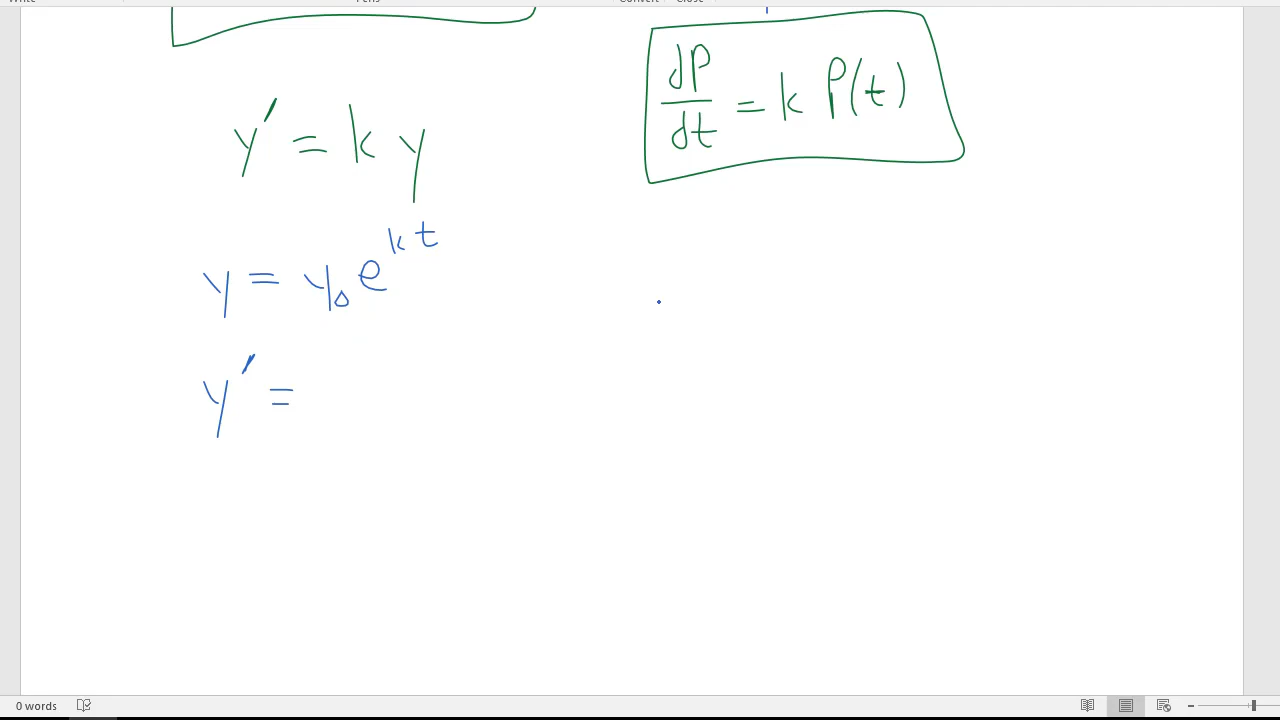 dP/dt = k P(t)
y' = k y
y = y₀ e^{kt}
y' =
0 words